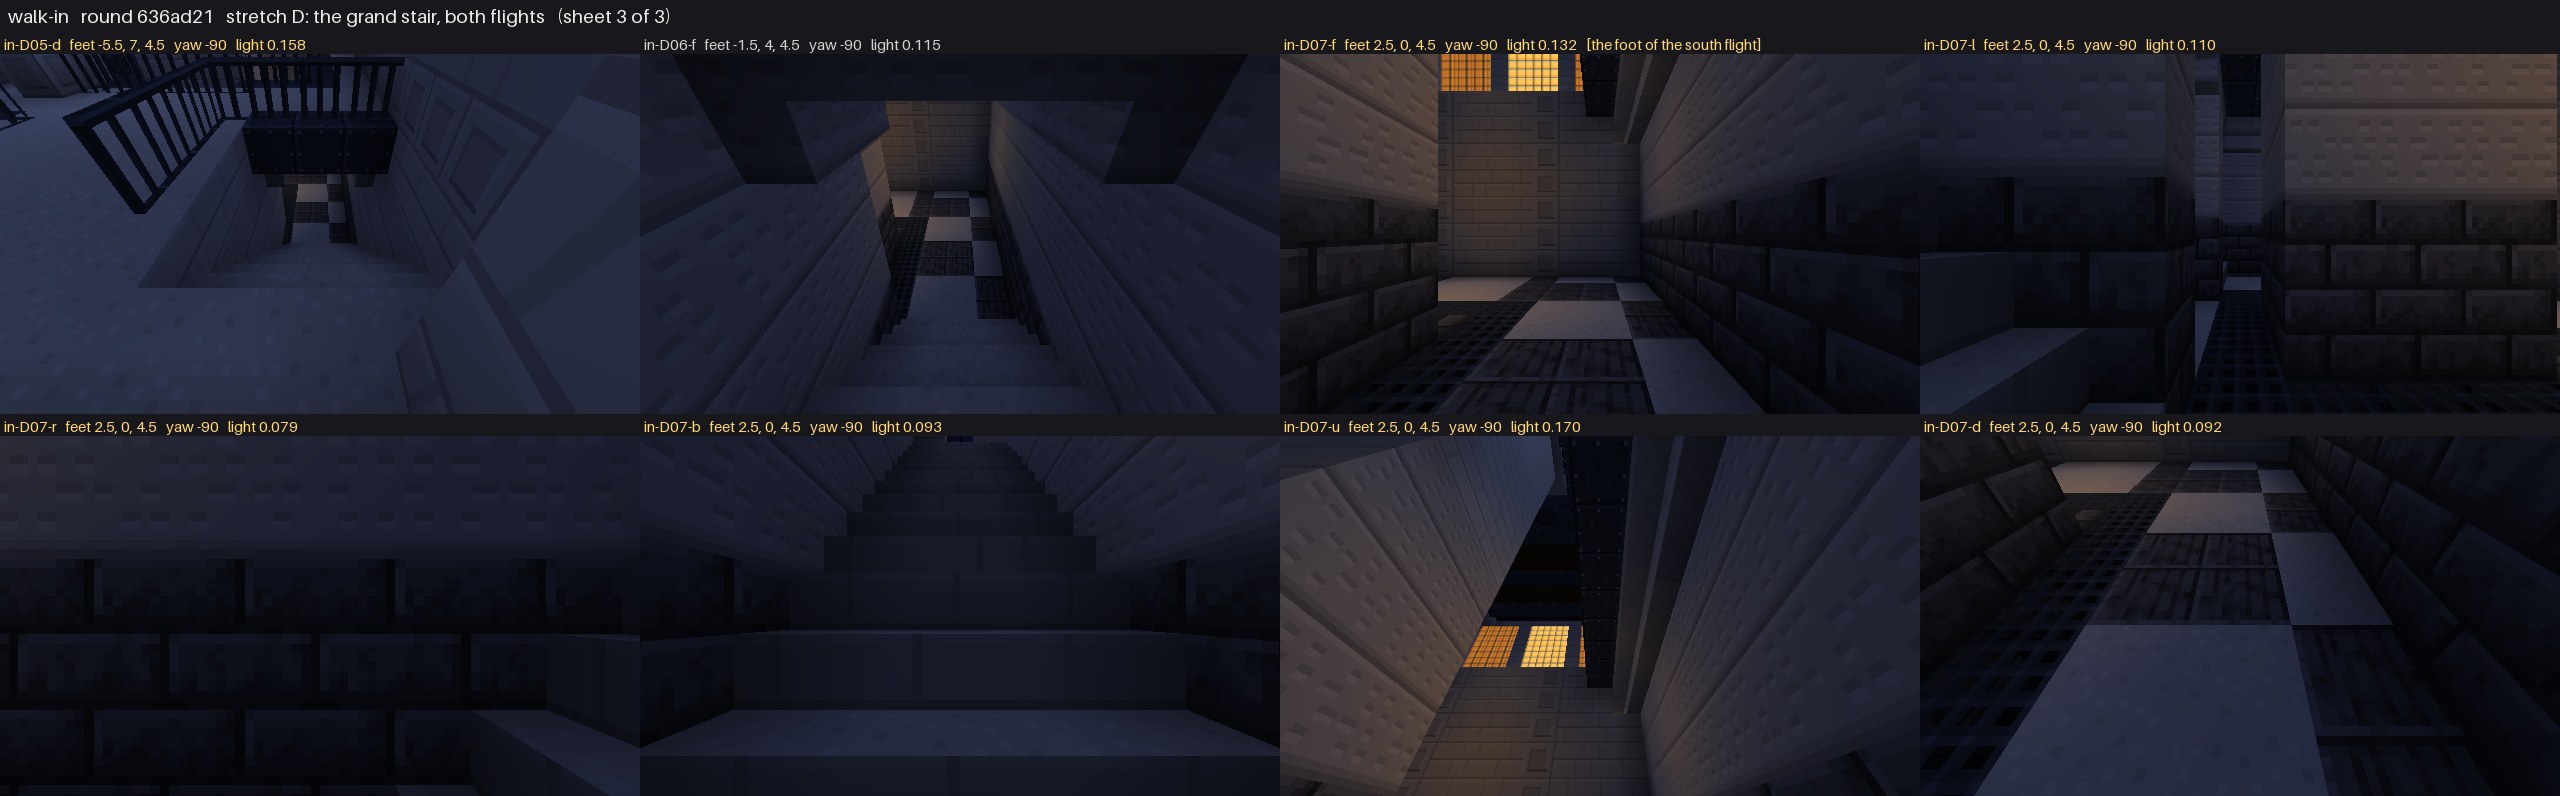 walk-in round 636ad21 stretch D: the grand stair, both flights (sheet 3 of 3)
in-D05-d feet -5.5, 7, 4.5 yaw -90 light 0.158
in-D06-f feet -1.5, 4, 4.5 yaw -90 light 0.115
in-D07-f feet 2.5, 0, 4.5 yaw -90 light 0.132 [the foot of the south flight]
in-D07-l feet 2.5, 0, 4.5 yaw -90 light 0.110
in-D07-r feet 2.5, 0, 4.5 yaw -90 light 0.079
in-D07-b feet 2.5, 0, 4.5 yaw -90 light 0.093
in-D07-u feet 2.5, 0, 4.5 yaw -90 light 0.170
in-D07-d feet 2.5, 0, 4.5 yaw -90 light 0.092